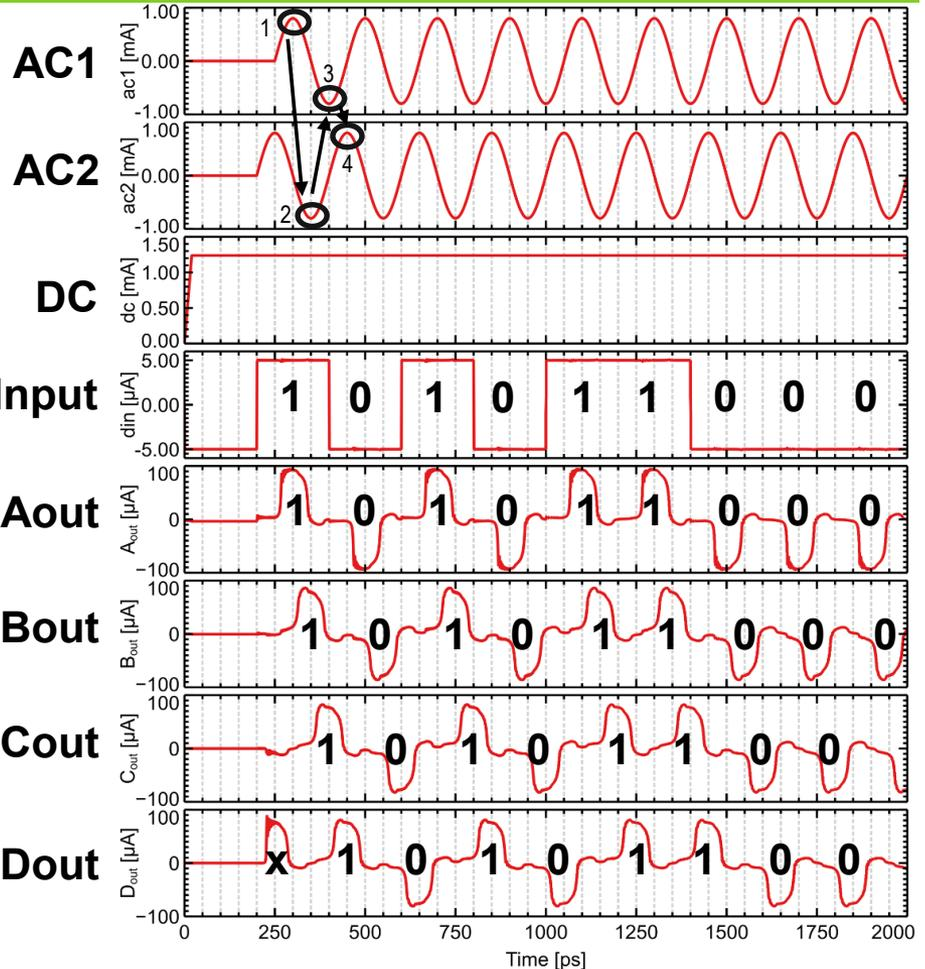 AC1
ac1 [mA]
1.00
0.00
-1.00
1
3
AC2
ac2 [mA]
1.00
0.00
-1.00
2
4
DC
dc [mA]
1.50
1.00
0.50
0.00
Input
din [µA]
5.00
0.00
-5.00
1 0 1 0 1 1 0 0 0
Aout
Aout [µA]
100
0
−100
1 0 1 0 1 1 0 0 0
Bout
Bout [µA]
100
0
−100
1 0 1 0 1 1 0 0 0
Cout
Cout [µA]
100
0
−100
1 0 1 0 1 1 0 0
Dout
Dout [µA]
100
0
−100
x 1 0 1 0 1 1 0 0
0 250 500 750 1000 1250 1500 1750 2000
Time [ps]